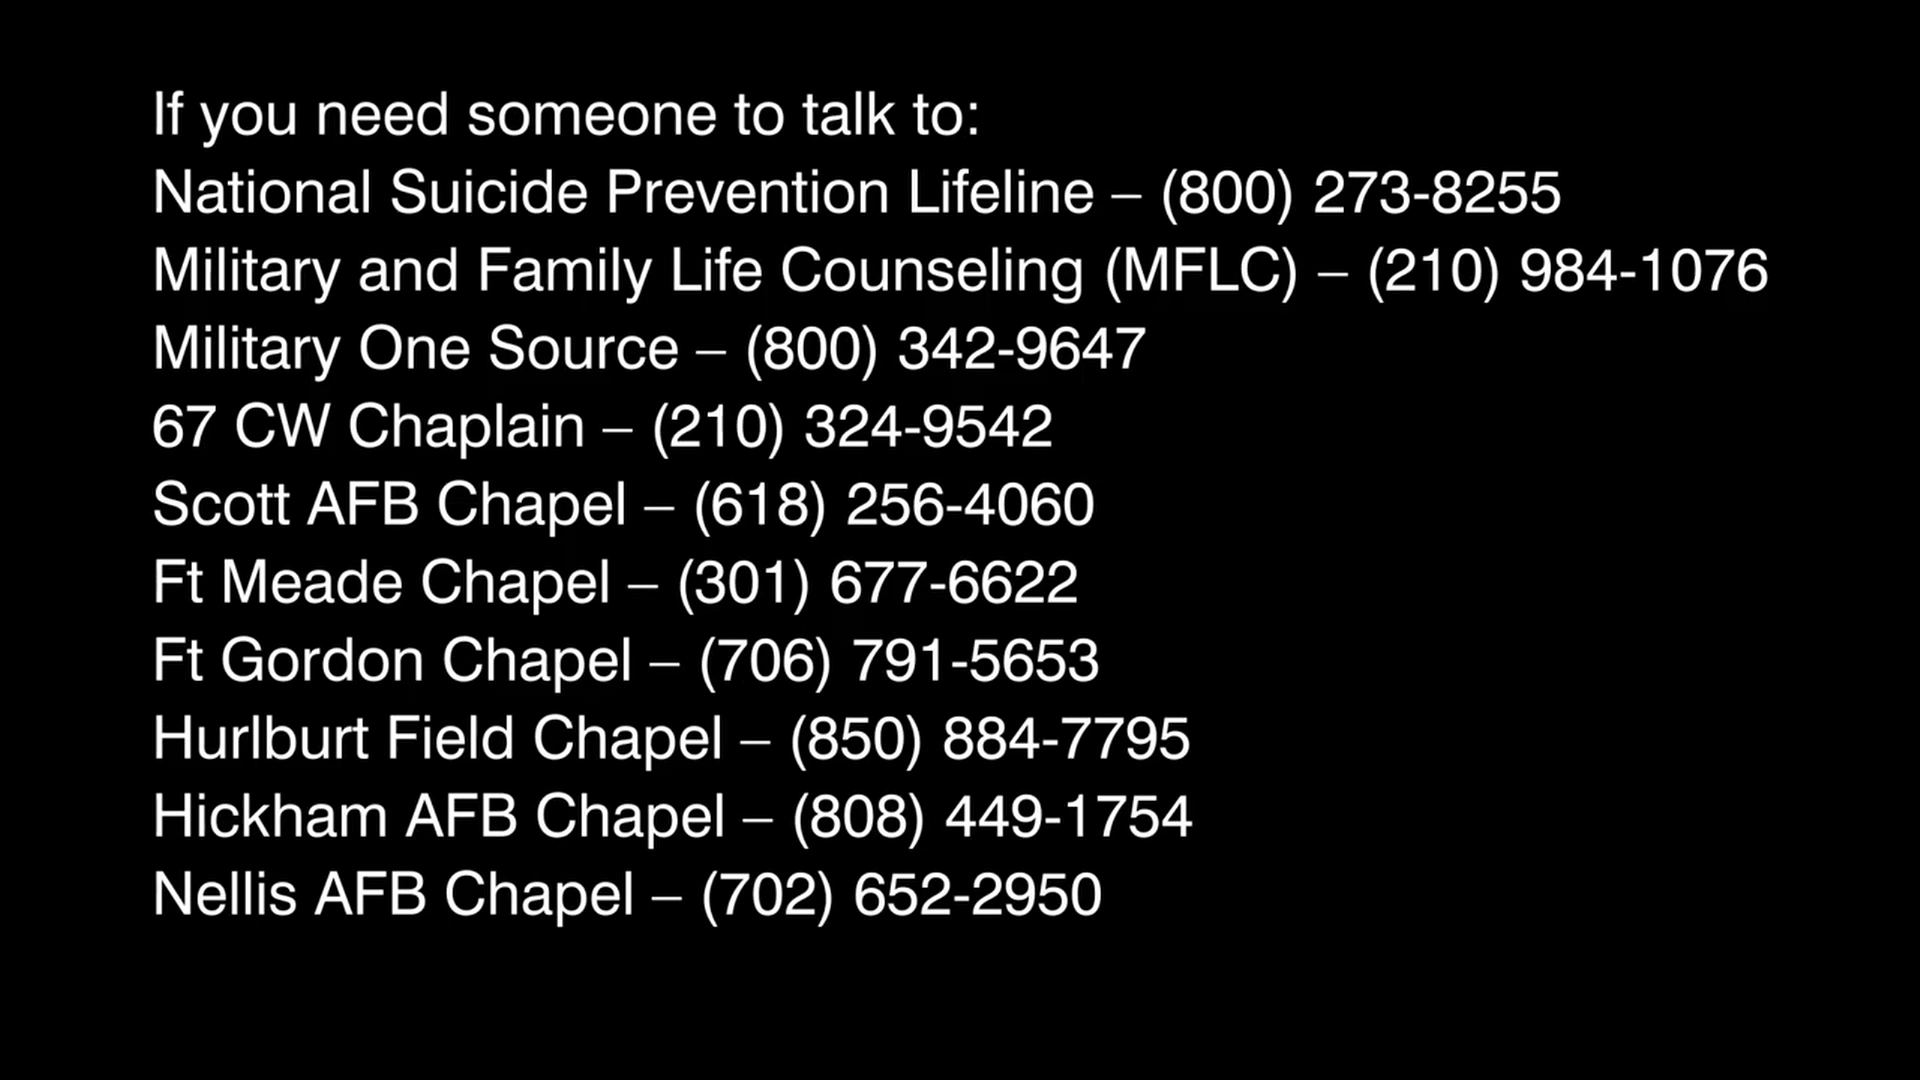 If you need someone to talk to:
National Suicide Prevention Lifeline – (800) 273-8255
Military and Family Life Counseling (MFLC) – (210) 984-1076
Military One Source – (800) 342-9647
67 CW Chaplain – (210) 324-9542
Scott AFB Chapel – (618) 256-4060
Ft Meade Chapel – (301) 677-6622
Ft Gordon Chapel – (706) 791-5653
Hurlburt Field Chapel – (850) 884-7795
Hickham AFB Chapel – (808) 449-1754
Nellis AFB Chapel – (702) 652-2950